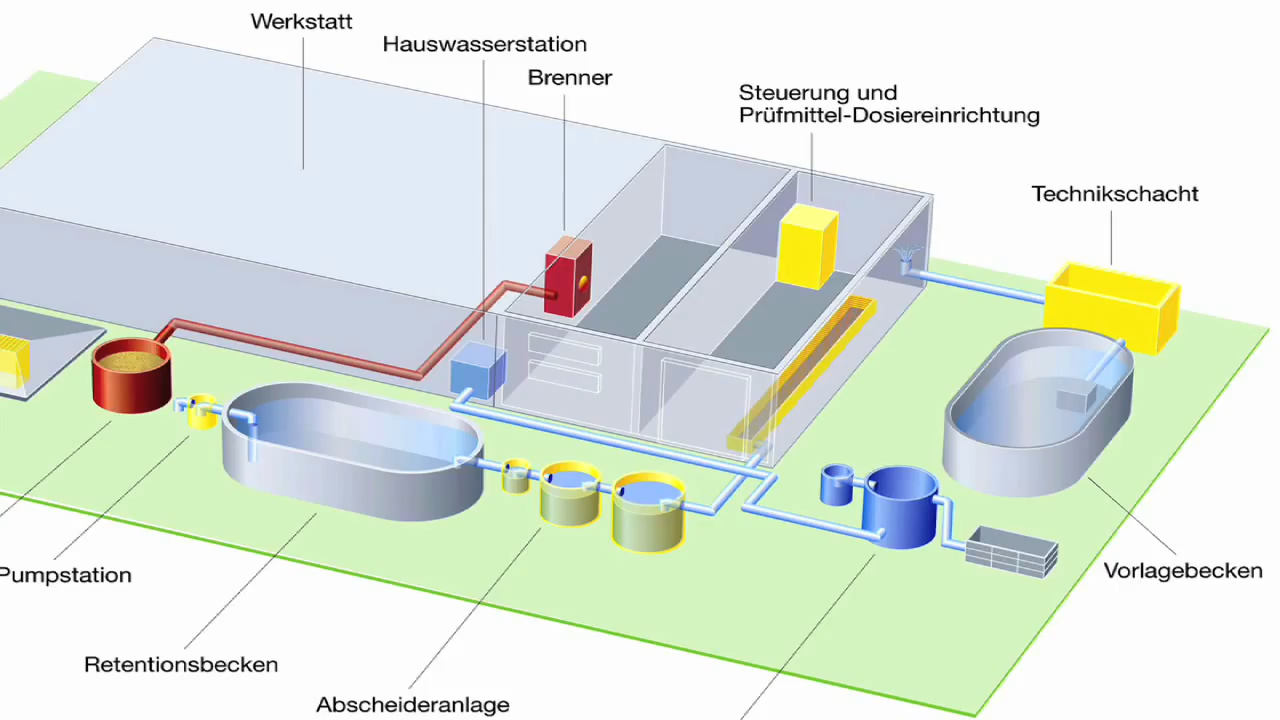 Werkstatt
Hauswasserstation
Brenner
Steuerung und
Prüfmittel-Dosiereinrichtung
Technikschacht
Pumpstation
Vorlagebecken
Retentionsbecken
Abscheideranlage